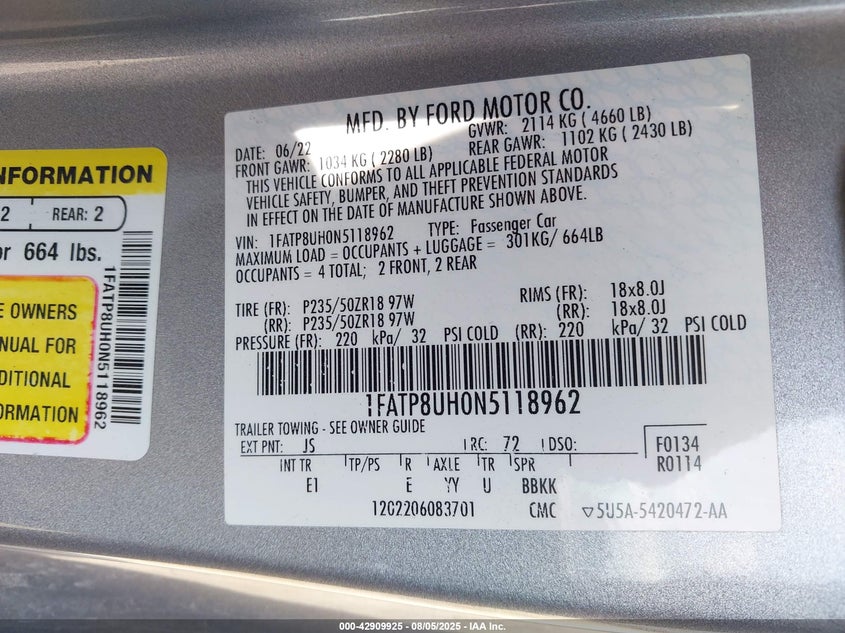 NFORMATION
2 REAR: 2
or 664 lbs.
E OWNERS
NUAL FOR
DITIONAL
ORMATION
1FATP8UH0N5118962
MFD. BY FORD MOTOR CO.
DATE: 06/22 GVWR: 2114 KG ( 4660 LB)
FRONT GAWR: 1034 KG ( 2280 LB) REAR GAWR: 1102 KG ( 2430 LB)
THIS VEHICLE CONFORMS TO ALL APPLICABLE FEDERAL MOTOR
VEHICLE SAFETY, BUMPER, AND THEFT PREVENTION STANDARDS
IN EFFECT ON THE DATE OF MANUFACTURE SHOWN ABOVE.
VIN: 1FATP8UH0N5118962 TYPE: Passenger Car
MAXIMUM LOAD = OCCUPANTS + LUGGAGE = 301KG/ 664LB
OCCUPANTS = 4 TOTAL; 2 FRONT, 2 REAR
TIRE (FR): P235/50ZR18 97W RIMS (FR): 18x8.0J
(RR): P235/50ZR18 97W (RR): 18x8.0J
PRESSURE (FR): 220 kPa/ 32 PSI COLD (RR): 220 kPa/ 32 PSI COLD
1FATP8UH0N5118962
TRAILER TOWING - SEE OWNER GUIDE
EXT PNT: JS RC: 72 DSO: F0134
INT TR TP/PS R AXLE TR SPR R0114
E1 E YY U BBKK
12G2206083701 CMC ▽5U5A-5420472-AA
000-42909925 - 08/05/2025 - IAA Inc.